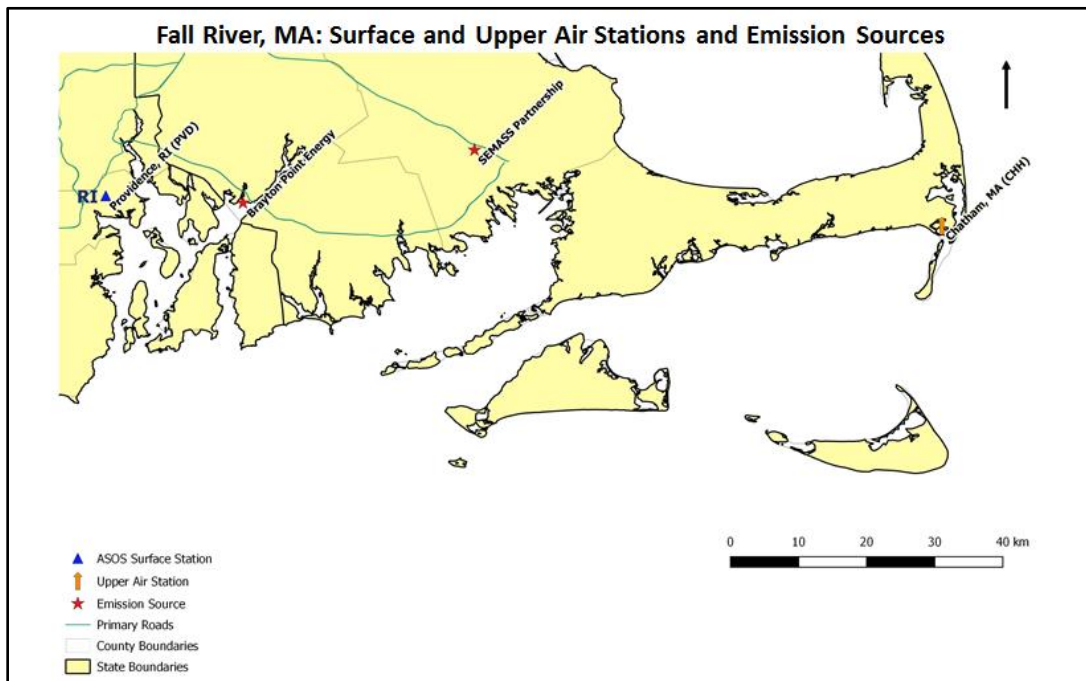 Fall River, MA: Surface and Upper Air Stations and Emission Sources
SEMASS Partnership
Brayton Point Energy
Providence, RI (PVD)
RI
Chatham, MA (CHH)
ASOS Surface Station
Upper Air Station
Emission Source
Primary Roads
County Boundaries
State Boundaries
0 10 20 30 40 km